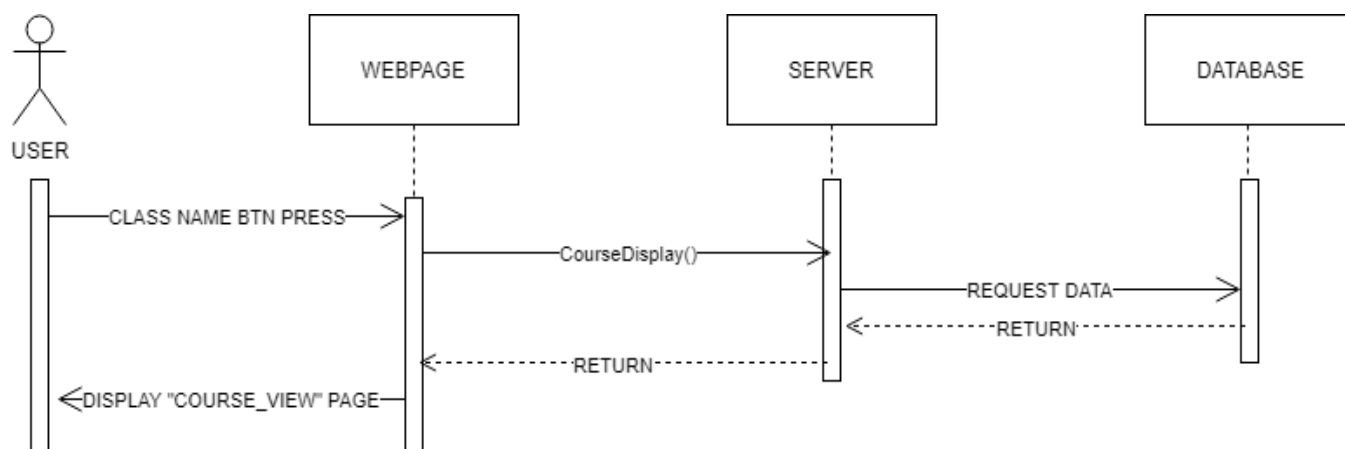 WEBPAGE
SERVER
DATABASE
USER
CLASS NAME BTN PRESS
CourseDisplay()
REQUEST DATA
RETURN
RETURN
DISPLAY "COURSE_VIEW" PAGE